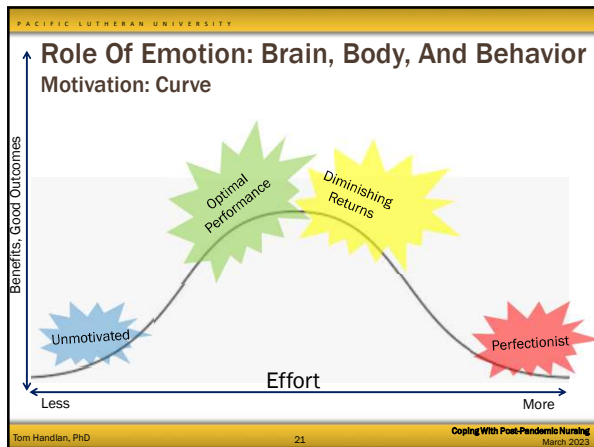 PACIFIC LUTHERAN UNIVERSITY
Role Of Emotion: Brain, Body, And Behavior
Motivation: Curve
Benefits, Good Outcomes
Optimal
Performance
Diminishing
Returns
Unmotivated
Perfectionist
Effort
Less
More
Tom Handlan, PhD
21
Coping With Post-Pandemic Nursing
March 2023